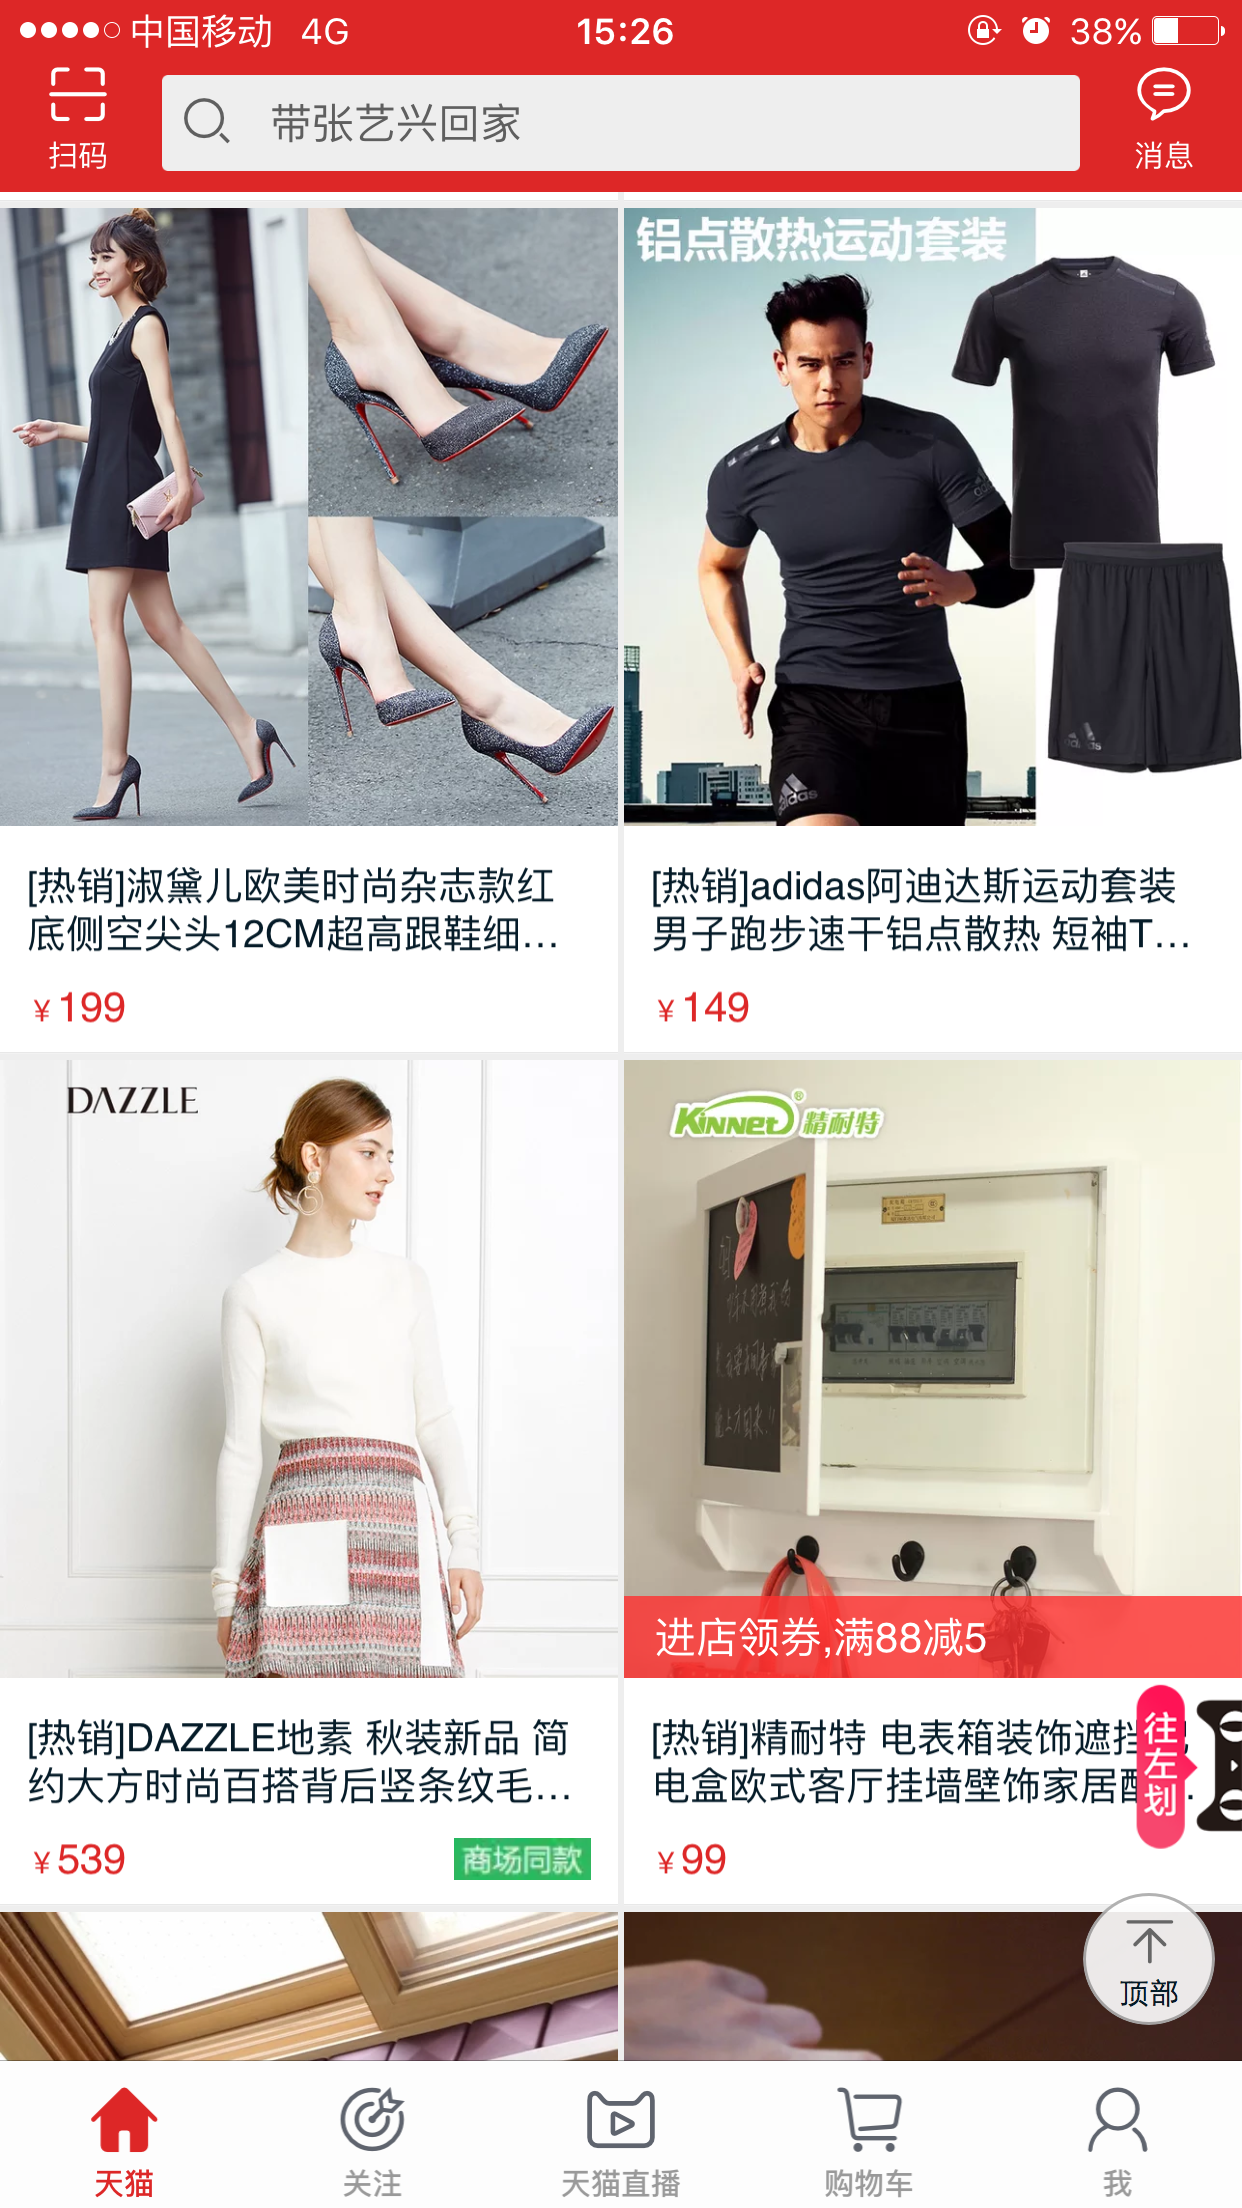 中国移动 4G 15:26 38%
扫码
带张艺兴回家
消息
铝点散热运动套装
adidas
adidas
[热销]淑黛儿欧美时尚杂志款红
底侧空尖头12CM超高跟鞋细...
¥199
[热销]adidas阿迪达斯运动套装
男子跑步速干铝点散热 短袖T...
¥149
DAZZLE
Kinnet® 精耐特
进店领券,满88减5
[热销]DAZZLE地素 秋装新品 简
约大方时尚百搭背后竖条纹毛...
¥539
商场同款
[热销]精耐特 电表箱装饰遮挡
电盒欧式客厅挂墙壁饰家居
¥99
往左划
顶部
天猫
关注
天猫直播
购物车
我